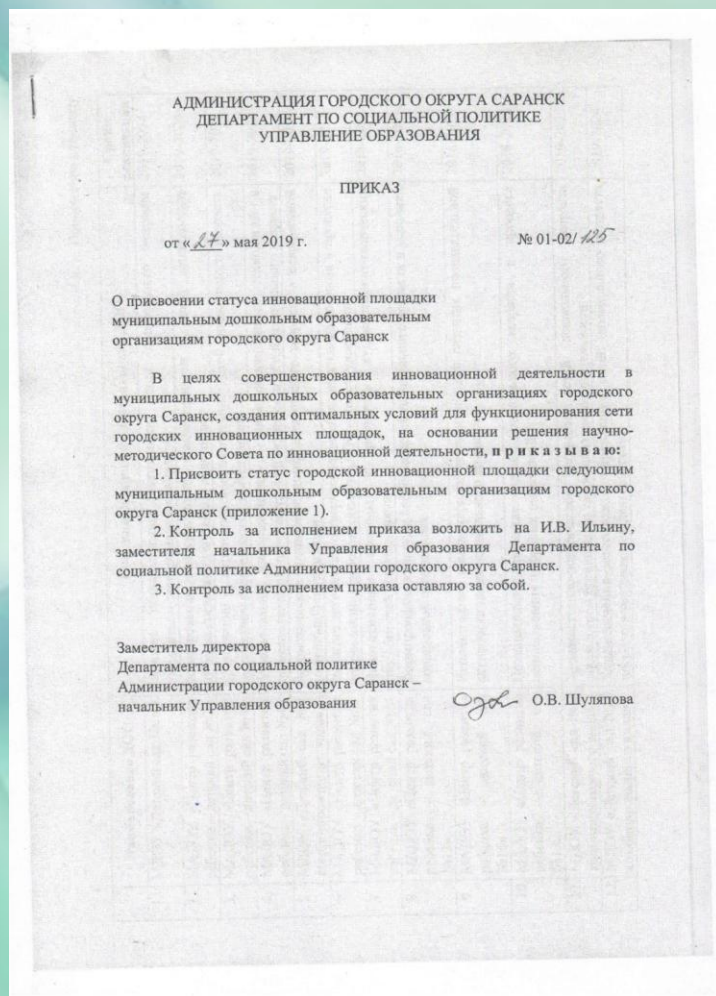 АДМИНИСТРАЦИЯ ГОРОДСКОГО ОКРУГА САРАНСК
ДЕПАРТАМЕНТ ПО СОЦИАЛЬНОЙ ПОЛИТИКЕ
УПРАВЛЕНИЕ ОБРАЗОВАНИЯ
ПРИКАЗ
от «27» мая 2019 г. № 01-02/125
О присвоении статуса инновационной площадки
муниципальным дошкольным образовательным
организациям городского округа Саранск
В целях совершенствования инновационной деятельности в
муниципальных дошкольных образовательных организациях городского
округа Саранск, создания оптимальных условий для функционирования сети
городских инновационных площадок, на основании решения научно-
методического Совета по инновационной деятельности, п р и к а з ы в а ю:
1. Присвоить статус городской инновационной площадки следующим
муниципальным дошкольным образовательным организациям городского
округа Саранск (приложение 1).
2. Контроль за исполнением приказа возложить на И.В. Ильину,
заместителя начальника Управления образования Департамента по
социальной политике Администрации городского округа Саранск.
3. Контроль за исполнением приказа оставляю за собой.
Заместитель директора
Департамента по социальной политике
Администрации городского округа Саранск –
начальник Управления образования О.В. Шуляпова